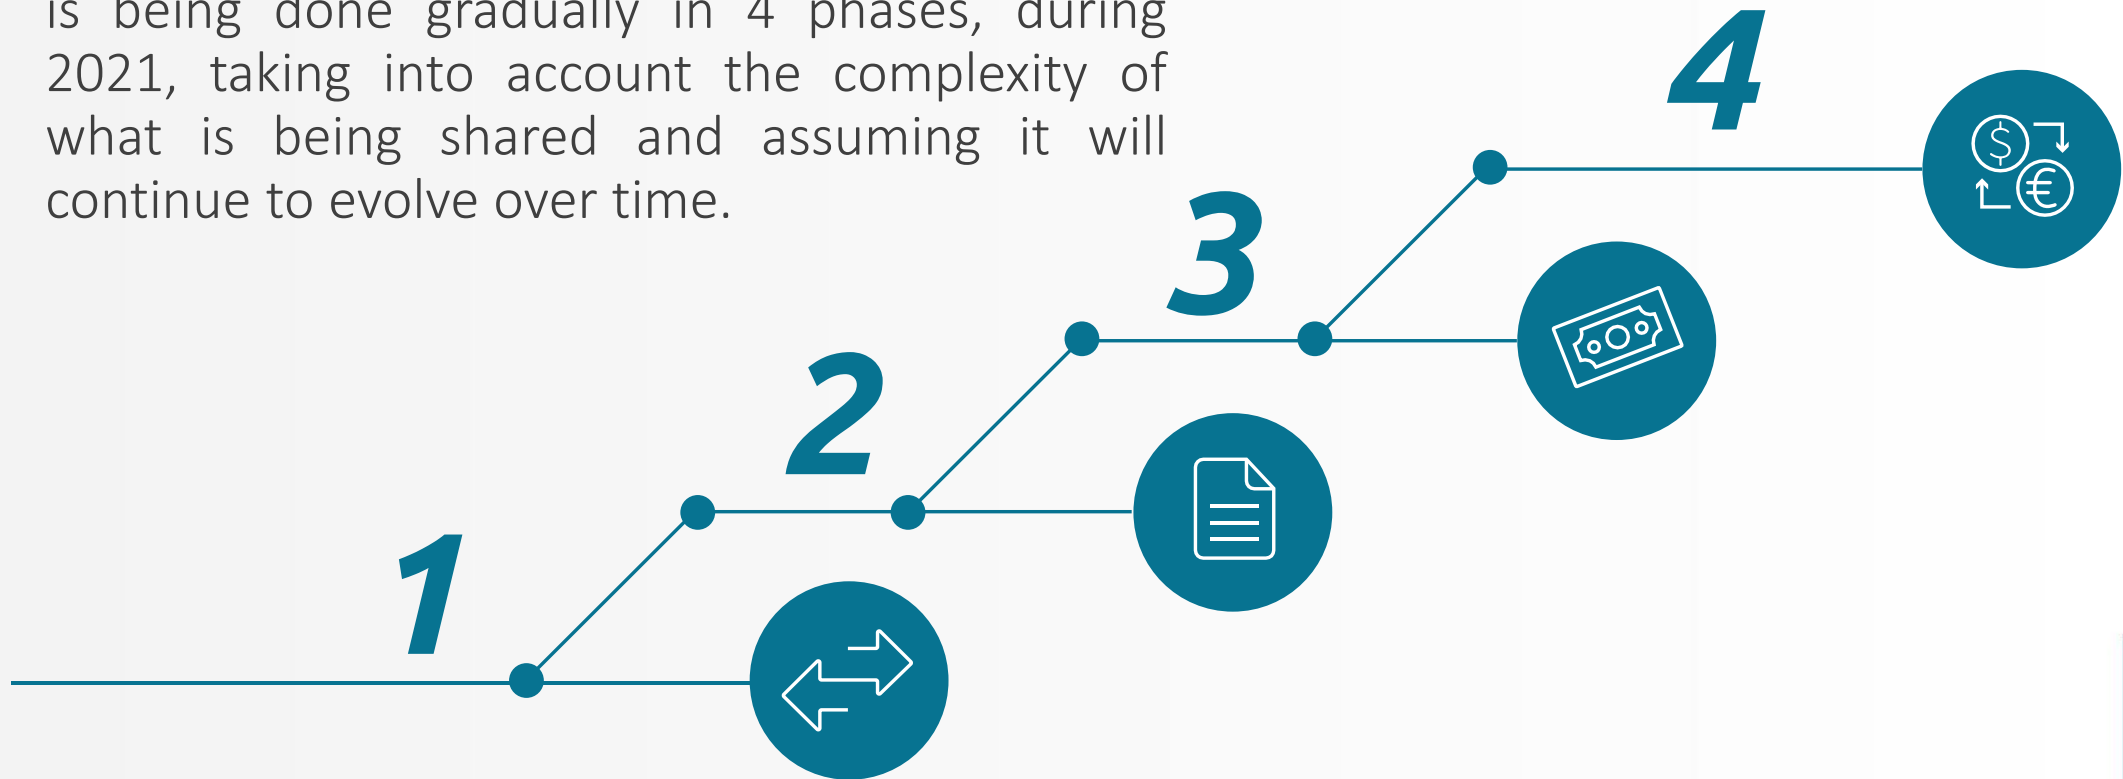 is being done gradually in 4 phases, during
2021, taking into account the complexity of
what is being shared and assuming it will
continue to evolve over time.
4
3
2
1
$
€